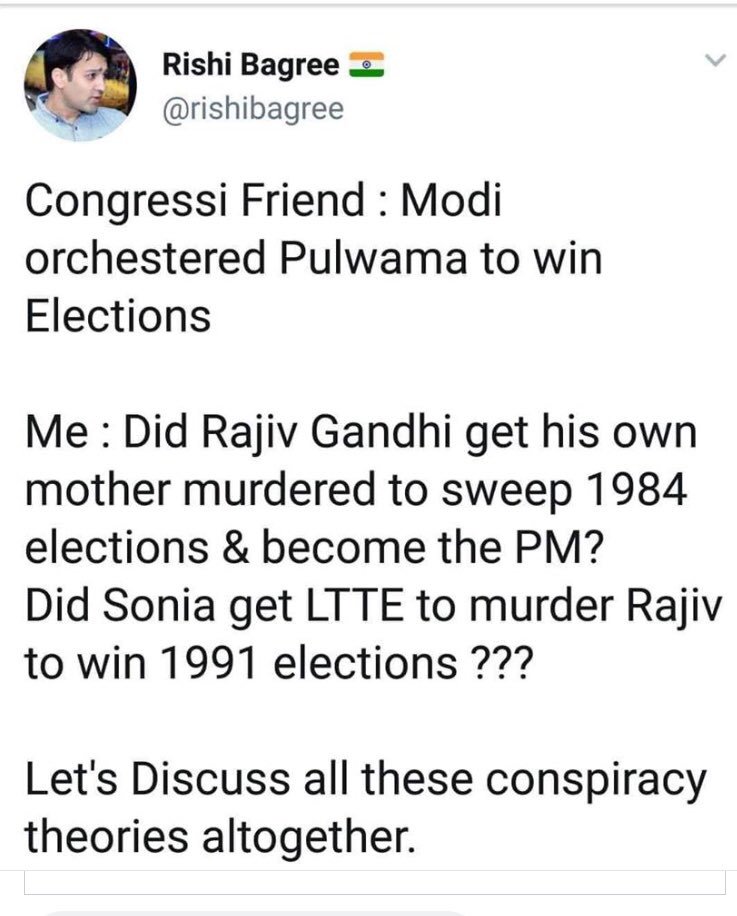 Rishi Bagree 🇮🇳
@rishibagree
Congressi Friend : Modi
orchestered Pulwama to win
Elections
Me : Did Rajiv Gandhi get his own
mother murdered to sweep 1984
elections & become the PM?
Did Sonia get LTTE to murder Rajiv
to win 1991 elections ???
Let's Discuss all these conspiracy
theories altogether.